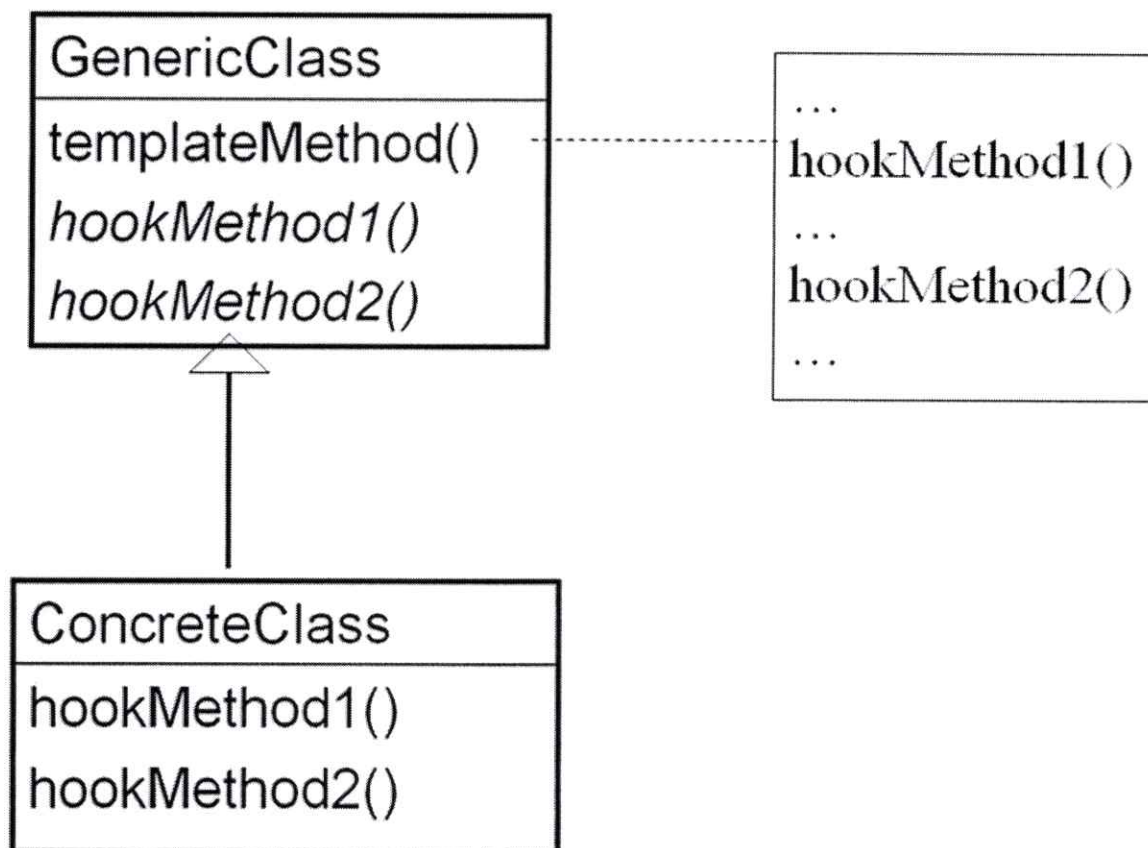 GenericClass
templateMethod()
hookMethod1()
hookMethod2()
...
hookMethod1()
...
hookMethod2()
...
ConcreteClass
hookMethod1()
hookMethod2()